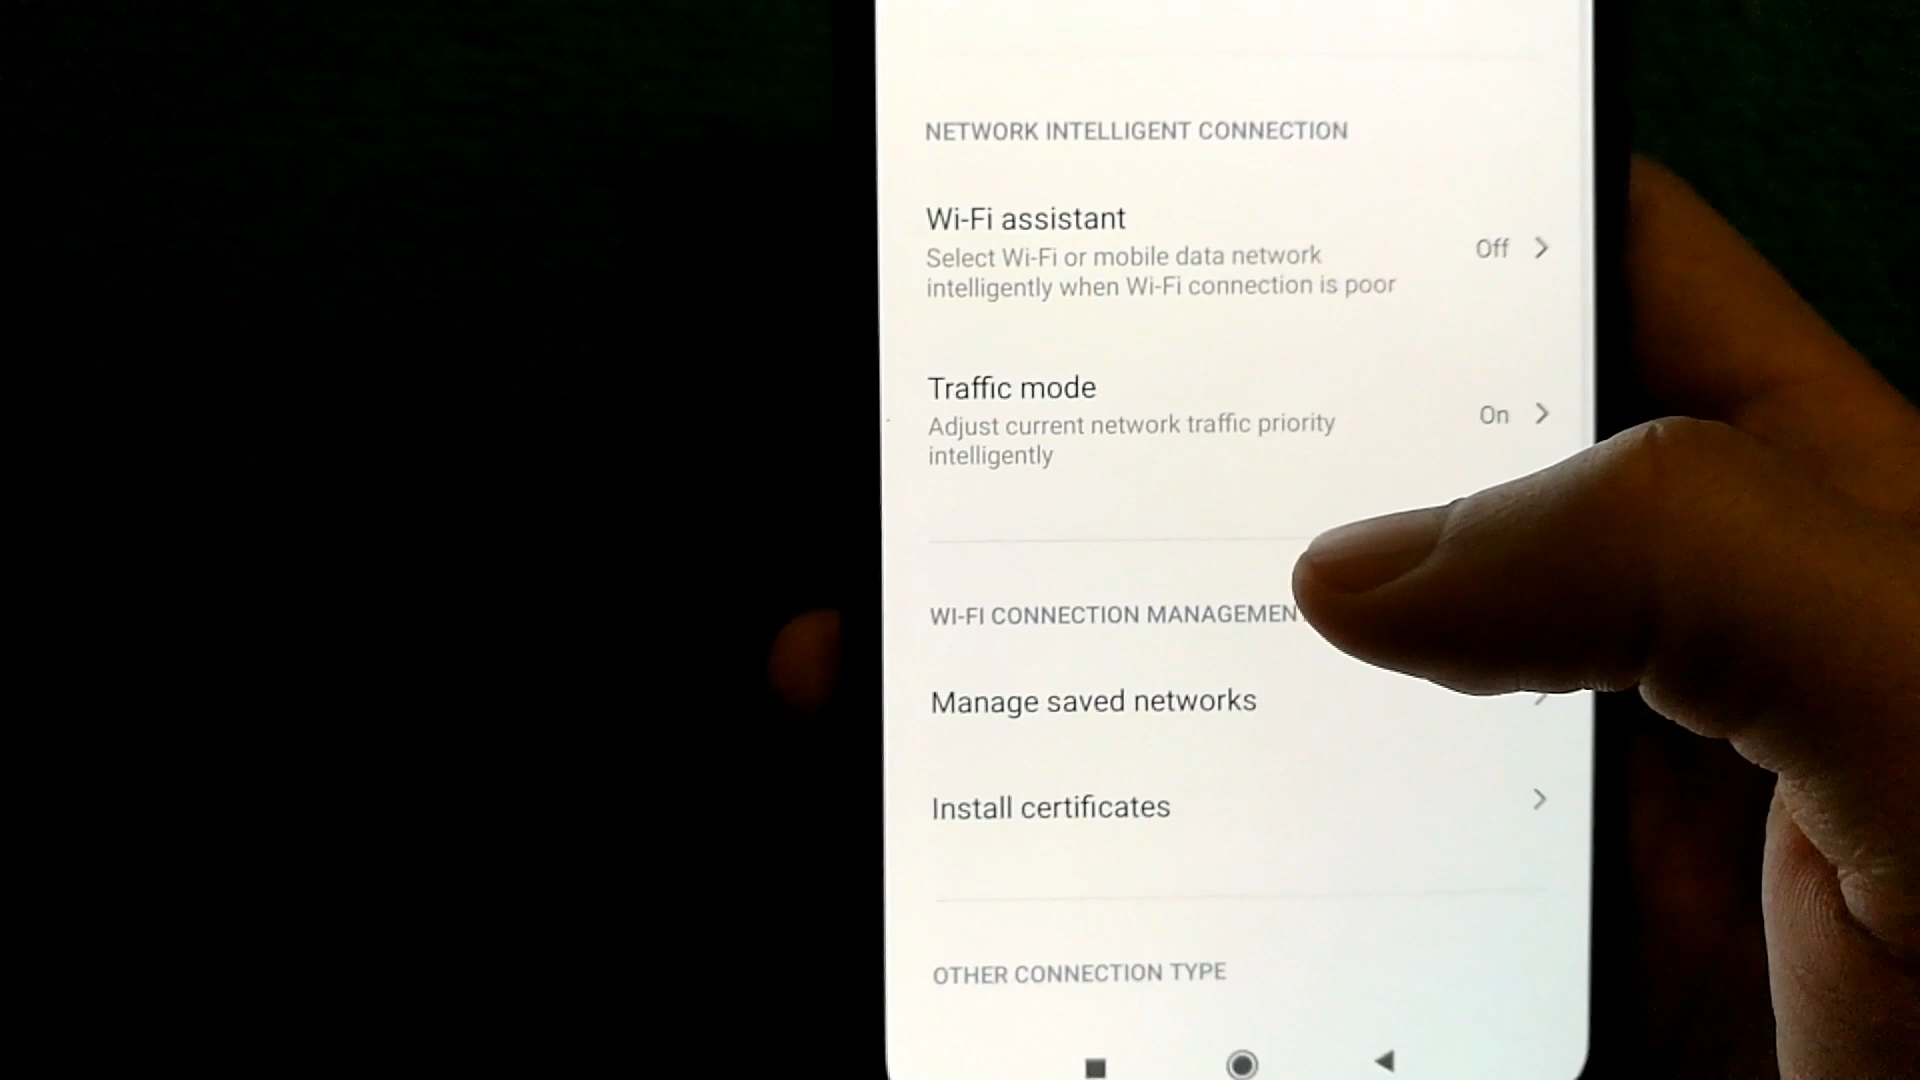 NETWORK INTELLIGENT CONNECTION
Wi-Fi assistant
Select Wi-Fi or mobile data network
intelligently when Wi-Fi connection is poor
Off
Traffic mode
Adjust current network traffic priority
intelligently
On
WI-FI CONNECTION MANAGEMEN
Manage saved networks
Install certificates
OTHER CONNECTION TYPE